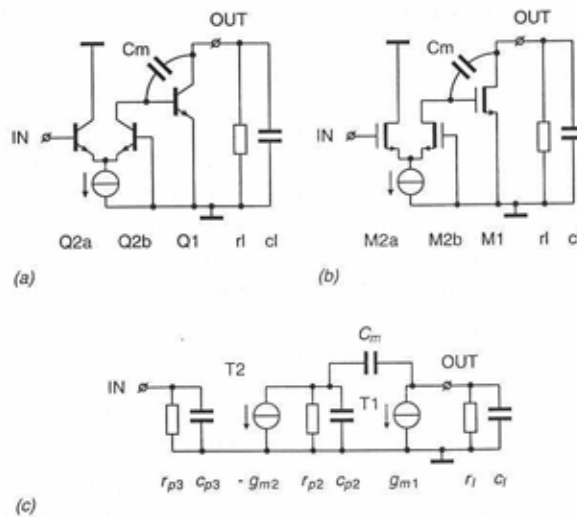 OUT
Cm
IN
Q2a Q2b Q1 rl cl
(a)
OUT
Cm
IN
M2a M2b M1 rl c
(b)
Cm
OUT
IN
T2
T1
rp3 cp3 - gm2 rp2 cp2 gm1 rl cl
(c)